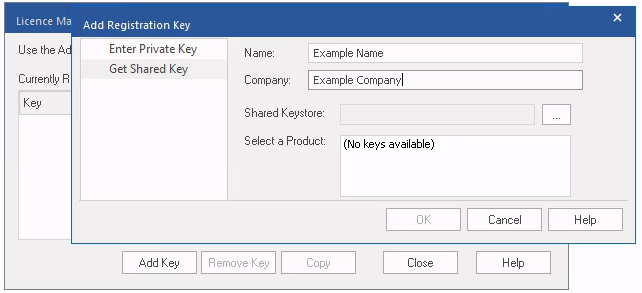 Licence Ma
Add Registration Key
Use the Ad
Currently R
Key
Enter Private Key
Get Shared Key
Name: Example Name
Company: Example Company
Shared Keystore: ...
Select a Product: (No keys available)
OK Cancel Help
Add Key Remove Key Copy Close Help